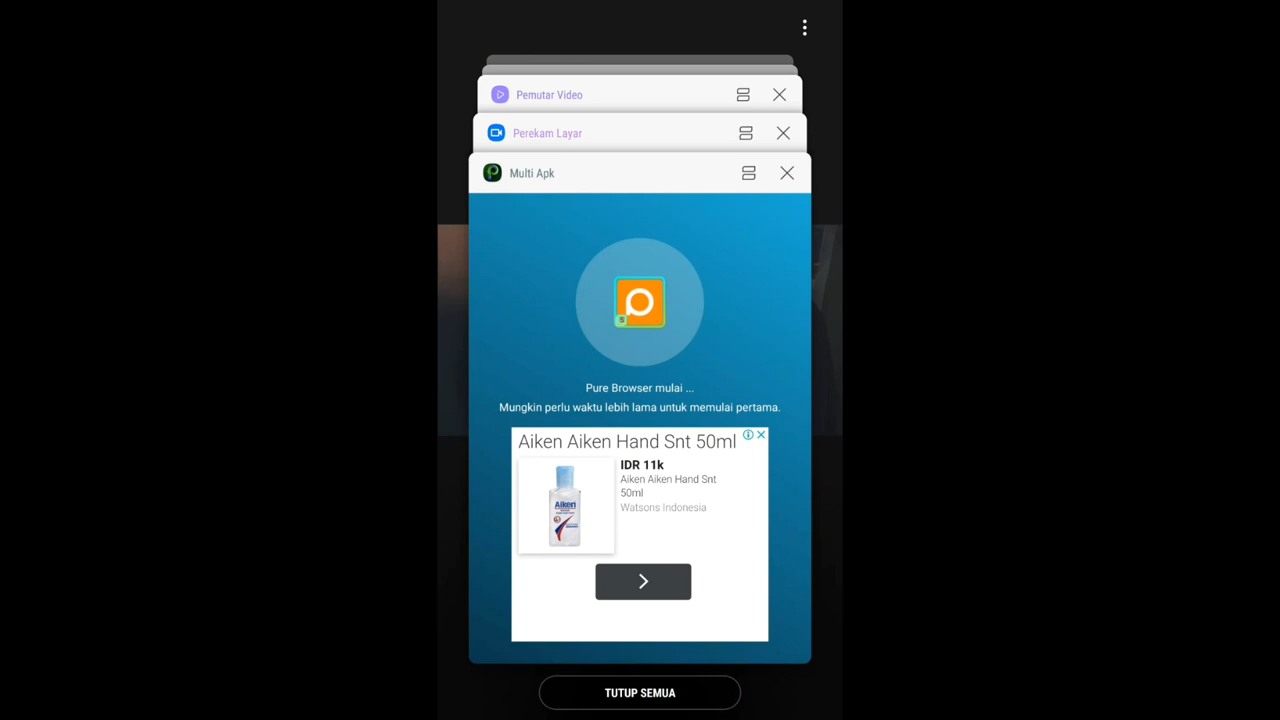 Pemutar Video
Perekam Layar
Multi Apk
S
Pure Browser mulai ...
Mungkin perlu waktu lebih lama untuk memulai pertama.
Aiken Aiken Hand Snt 50ml
IDR 11k
Aiken Aiken Hand Snt
50ml
Watsons Indonesia
Aiken
TUTUP SEMUA